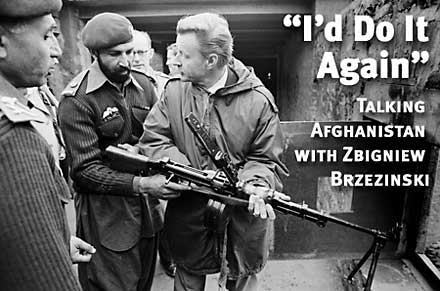 “I’d Do It
Again”
Talking
Afghanistan
with Zbigniew
Brzezinski